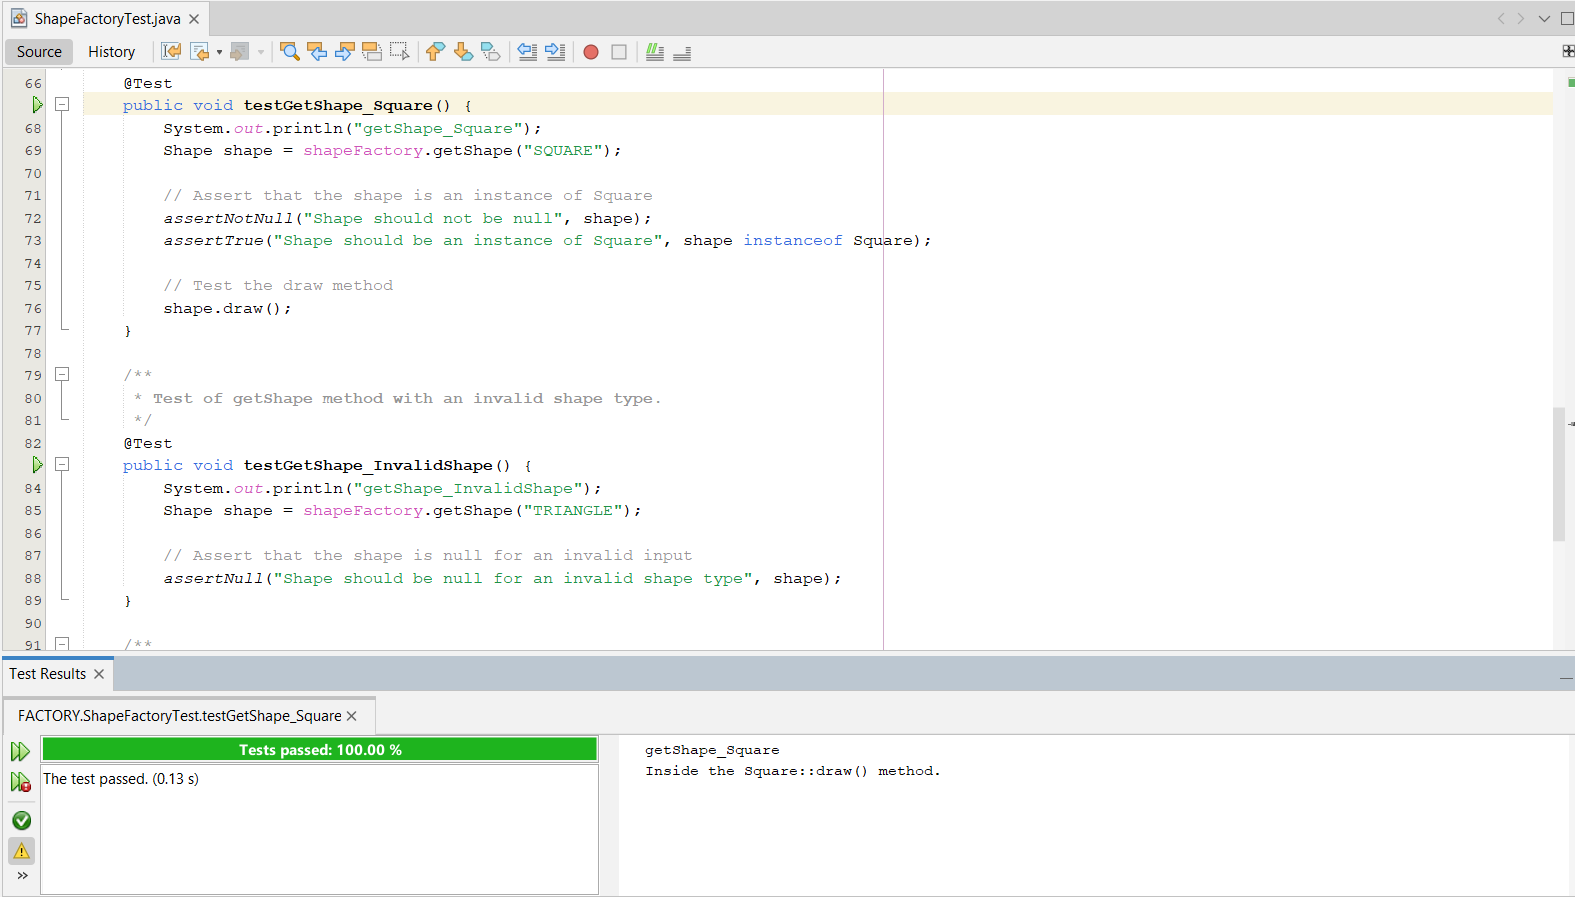 ShapeFactoryTest.java
Source History
66 @Test
public void testGetShape_Square() {
68 System.out.println("getShape_Square");
69 Shape shape = shapeFactory.getShape("SQUARE");
70
71 // Assert that the shape is an instance of Square
72 assertNotNull("Shape should not be null", shape);
73 assertTrue("Shape should be an instance of Square", shape instanceof Square);
74
75 // Test the draw method
76 shape.draw();
77 }
78
79 /**
80 * Test of getShape method with an invalid shape type.
81 */
82 @Test
public void testGetShape_InvalidShape() {
84 System.out.println("getShape_InvalidShape");
85 Shape shape = shapeFactory.getShape("TRIANGLE");
86
87 // Assert that the shape is null for an invalid input
88 assertNull("Shape should be null for an invalid shape type", shape);
89 }
90
91 /**
Test Results
FACTORY.ShapeFactoryTest.testGetShape_Square
Tests passed: 100.00 %
The test passed. (0.13 s)
getShape_Square
Inside the Square::draw() method.